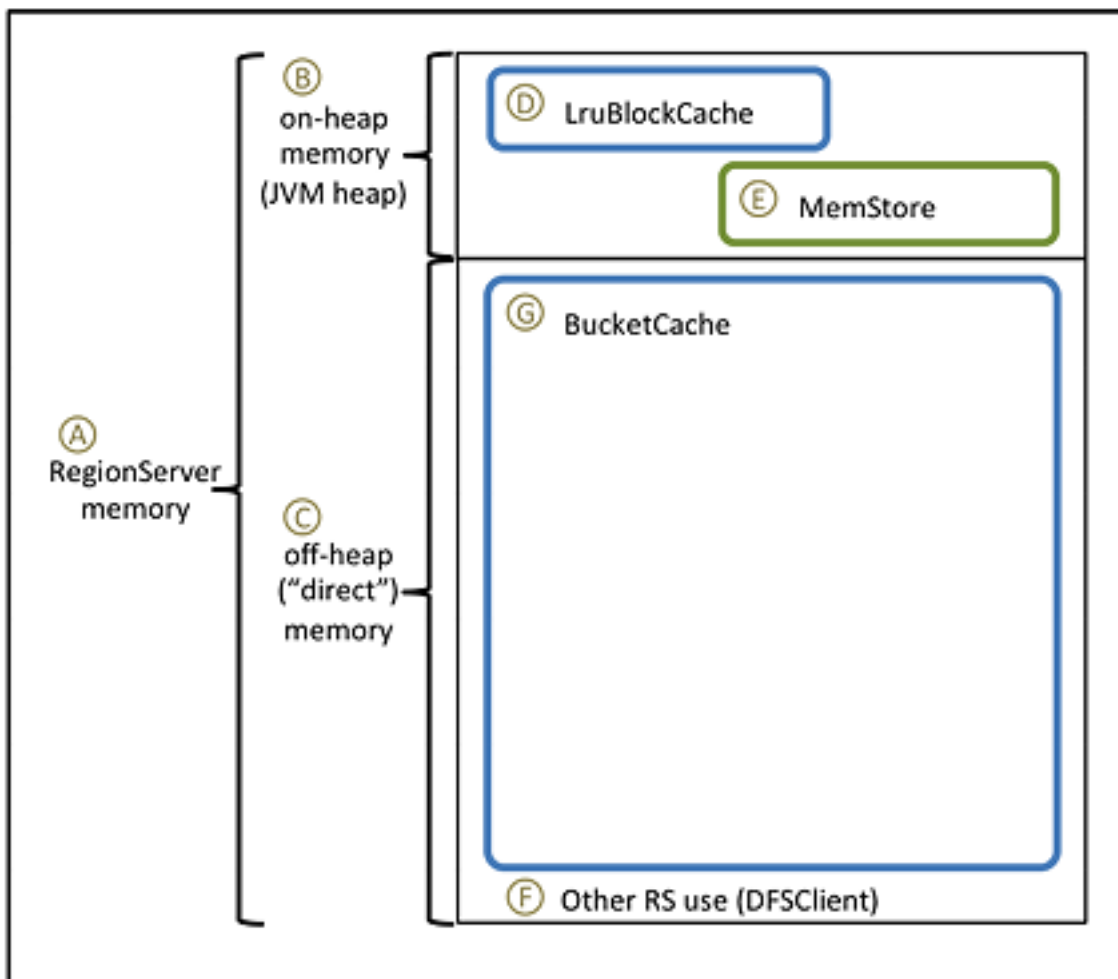 B
on-heap
memory
(JVM heap)
D LruBlockCache
E MemStore
A
RegionServer
memory
C
off-heap
(“direct”)
memory
G BucketCache
F Other RS use (DFSClient)